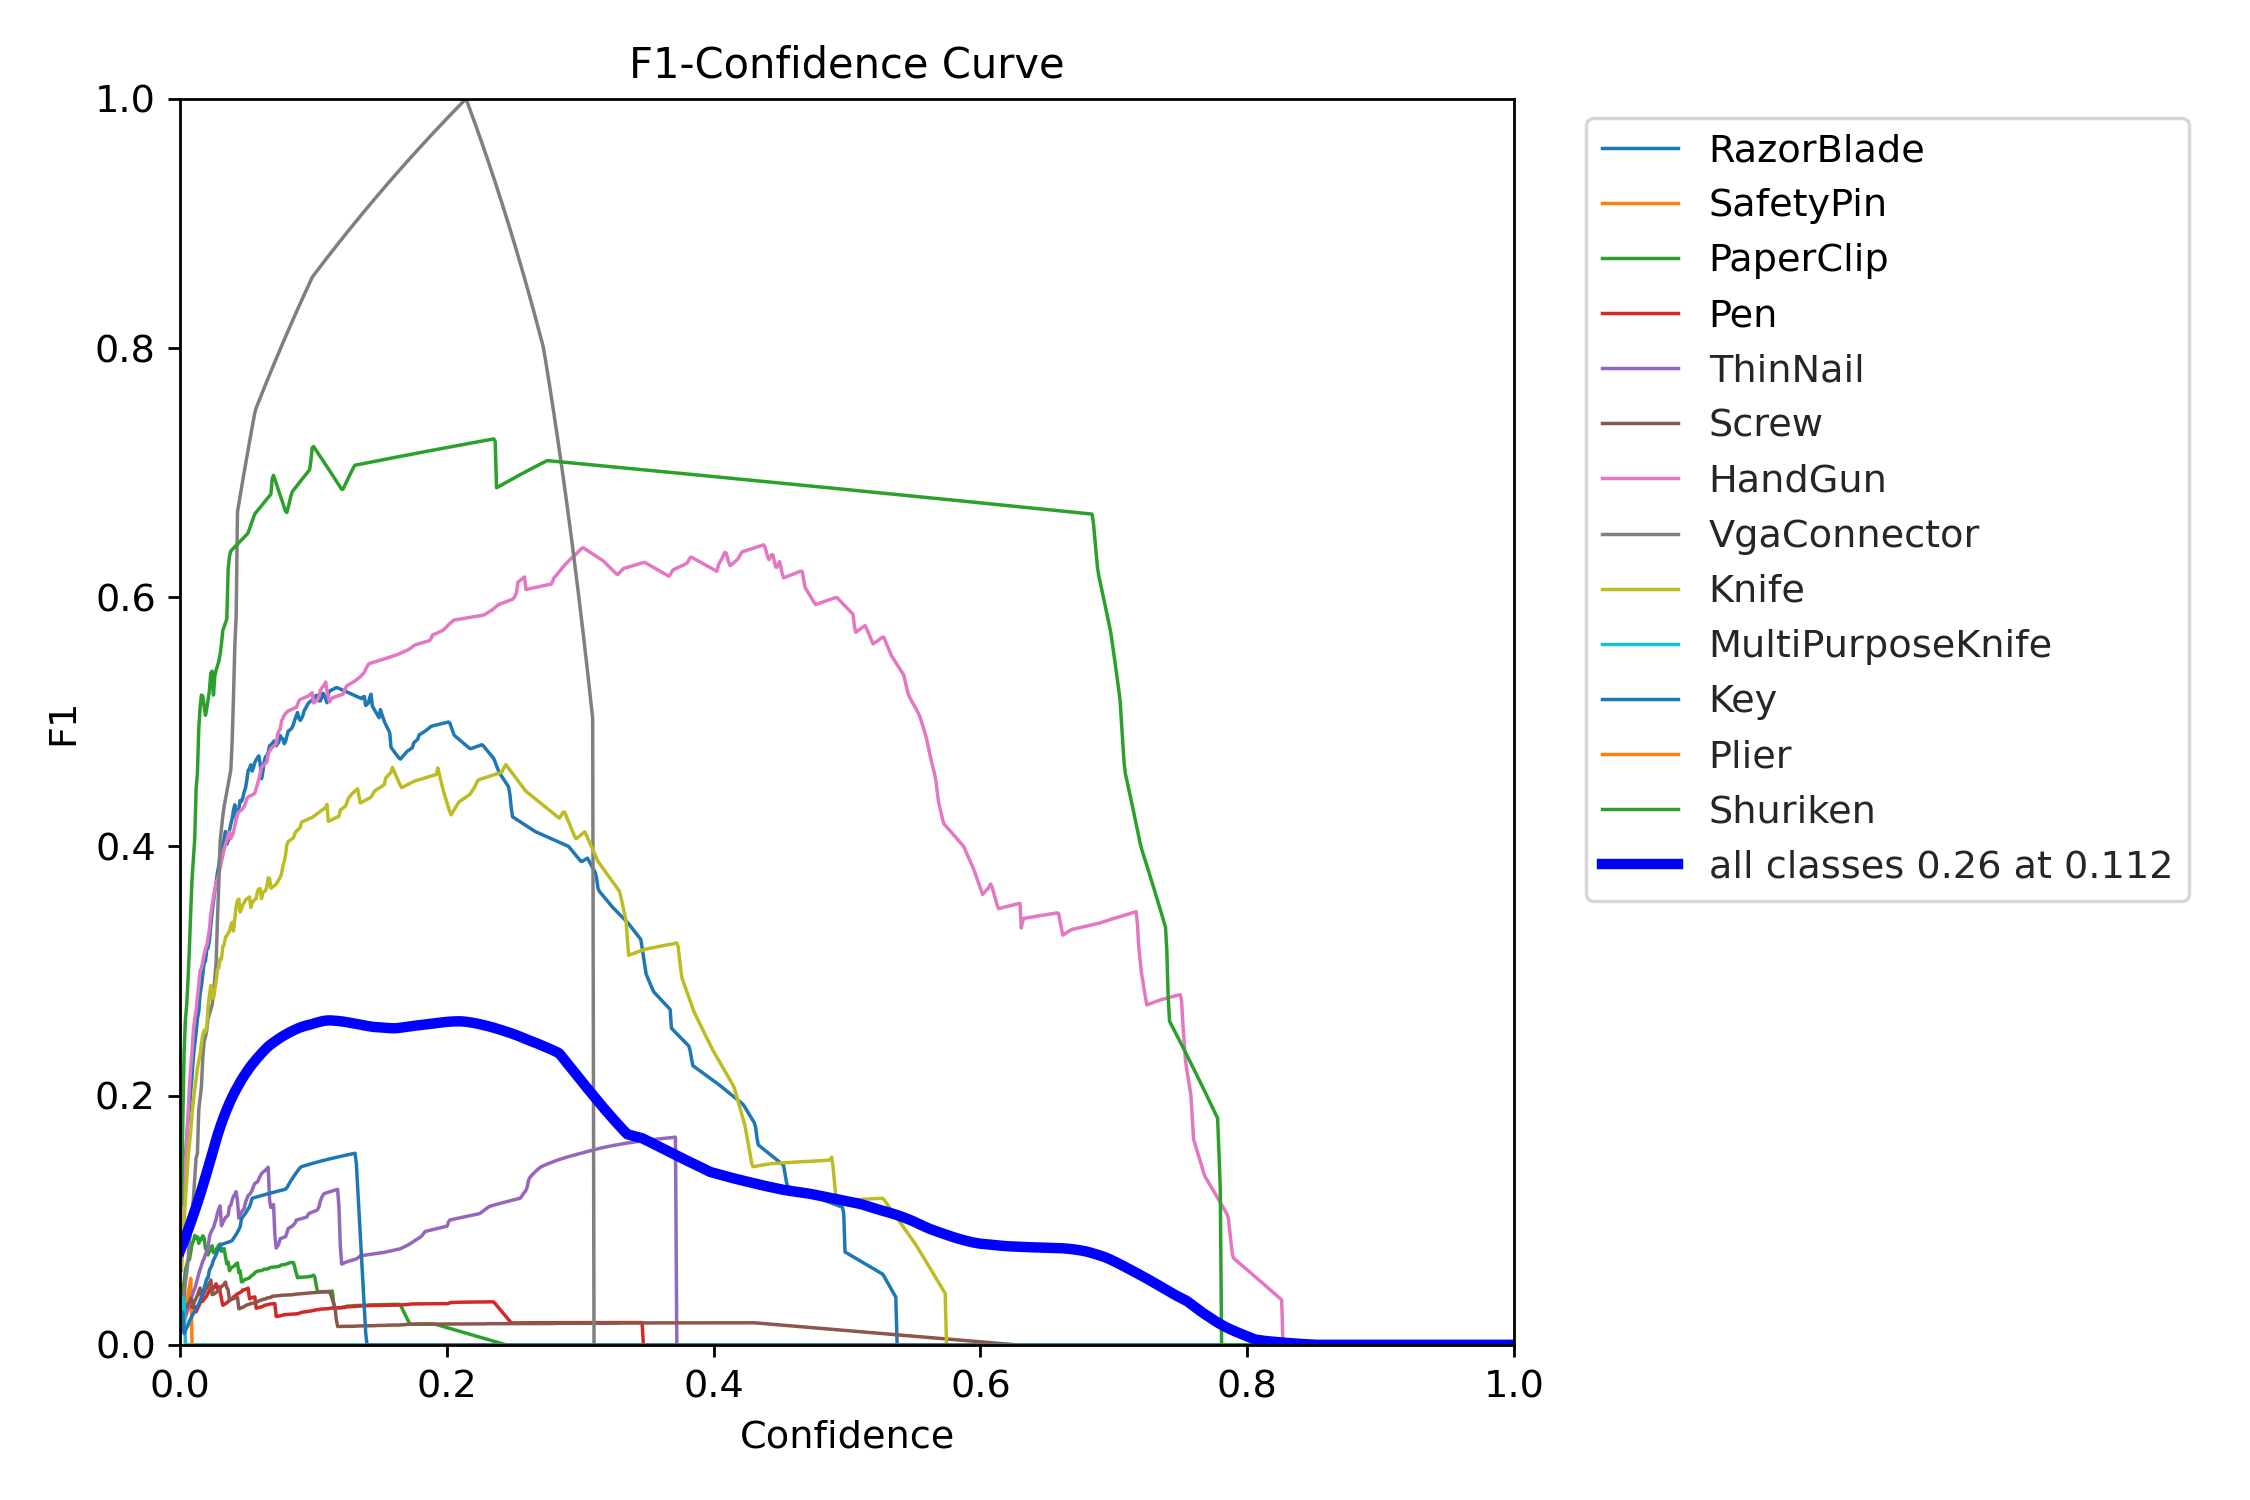 F1-Confidence Curve
1.0
0.8
0.6
0.4
0.2
0.0
F1
0.0 0.2 0.4 0.6 0.8 1.0
Confidence
RazorBlade
SafetyPin
PaperClip
Pen
ThinNail
Screw
HandGun
VgaConnector
Knife
MultiPurposeKnife
Key
Plier
Shuriken
all classes 0.26 at 0.112